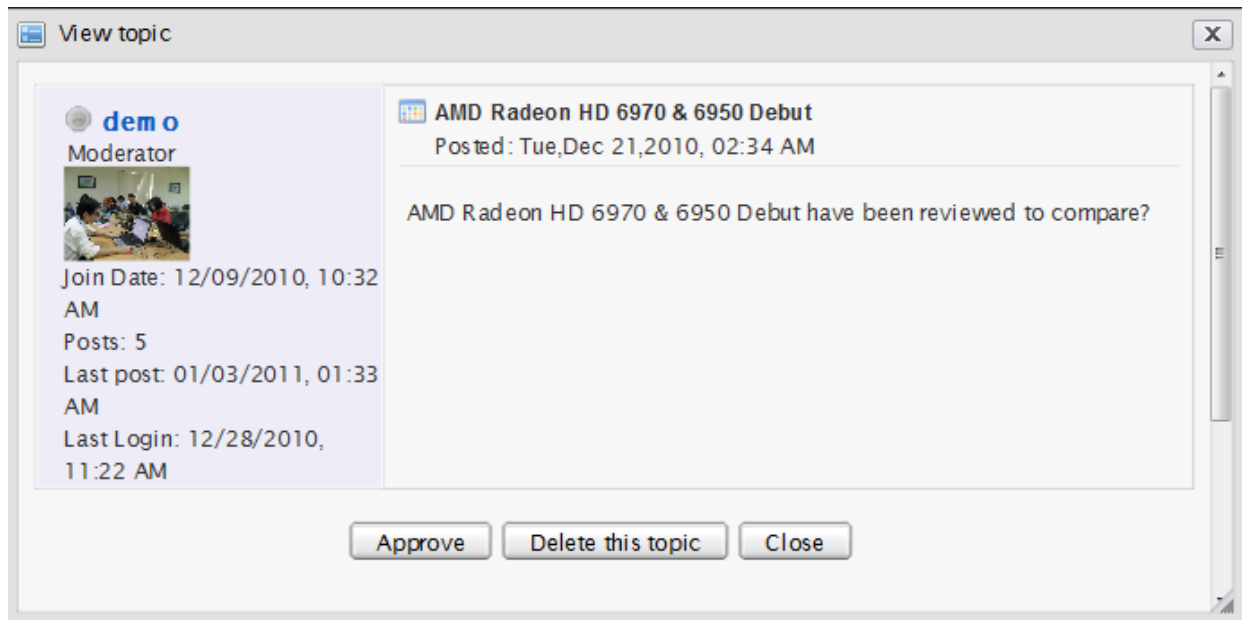 View topic
X
demo
Moderator
Join Date: 12/09/2010, 10:32
AM
Posts: 5
Last post: 01/03/2011, 01:33
AM
Last Login: 12/28/2010,
11:22 AM
AMD Radeon HD 6970 & 6950 Debut
Posted: Tue,Dec 21,2010, 02:34 AM
AMD Radeon HD 6970 & 6950 Debut have been reviewed to compare?
Approve
Delete this topic
Close